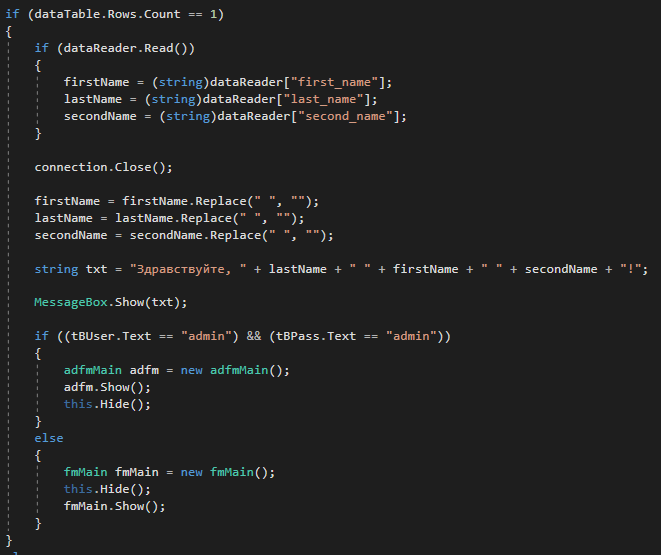 if (dataTable.Rows.Count == 1)
{
if (dataReader.Read())
{
firstName = (string)dataReader["first_name"];
lastName = (string)dataReader["last_name"];
secondName = (string)dataReader["second_name"];
}
connection.Close();
firstName = firstName.Replace(" ", "");
lastName = lastName.Replace(" ", "");
secondName = secondName.Replace(" ", "");
string txt = "Здравствуйте, " + lastName + " " + firstName + " " + secondName + "!";
MessageBox.Show(txt);
if ((tBUser.Text == "admin") && (tBPass.Text == "admin"))
{
adfmMain adfm = new adfmMain();
adfm.Show();
this.Hide();
}
else
{
fmMain fmMain = new fmMain();
this.Hide();
fmMain.Show();
}
}